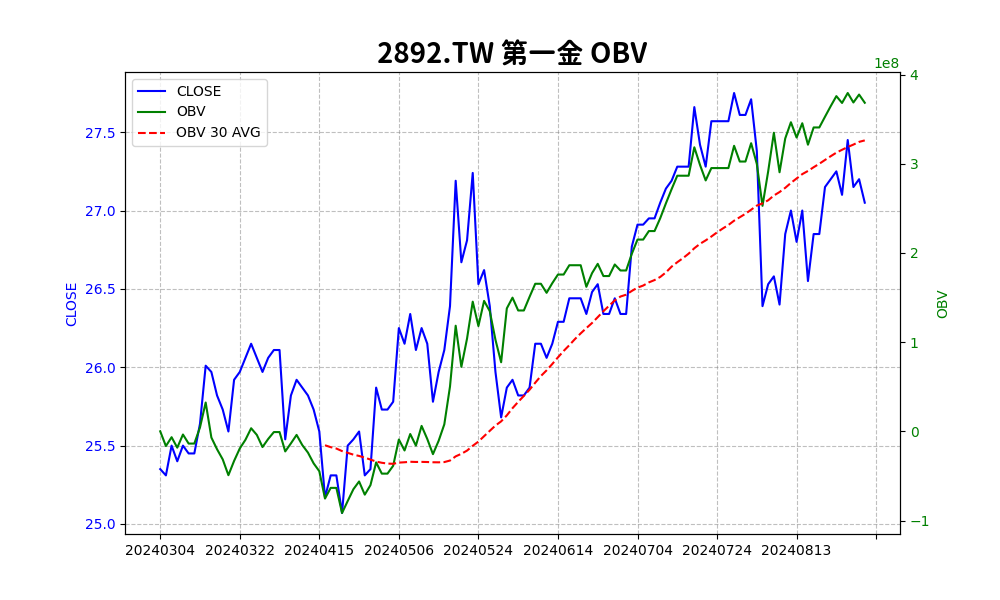 2892.TW 第一金 OBV
1e8
CLOSE
OBV
OBV 30 AVG
27.5
27.0
26.5
26.0
25.5
25.0
CLOSE
4
3
2
1
0
−1
OBV
20240304 20240322 20240415 20240506 20240524 20240614 20240704 20240724 20240813